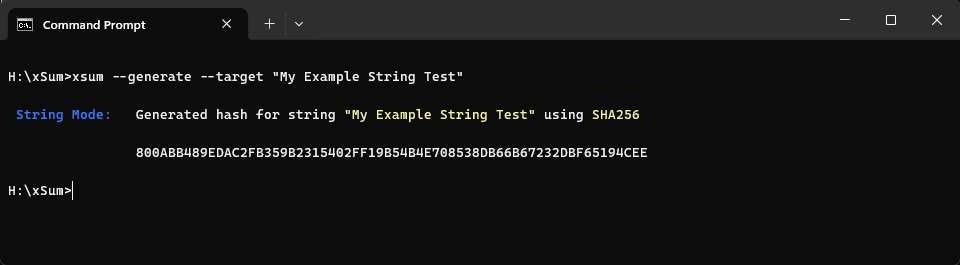 Command Prompt
H:\xSum>xsum --generate --target "My Example String Test"
String Mode: Generated hash for string "My Example String Test" using SHA256
800ABB489EDAC2FB359B2315402FF19B54B4E708538DB66B67232DBF65194CEE
H:\xSum>